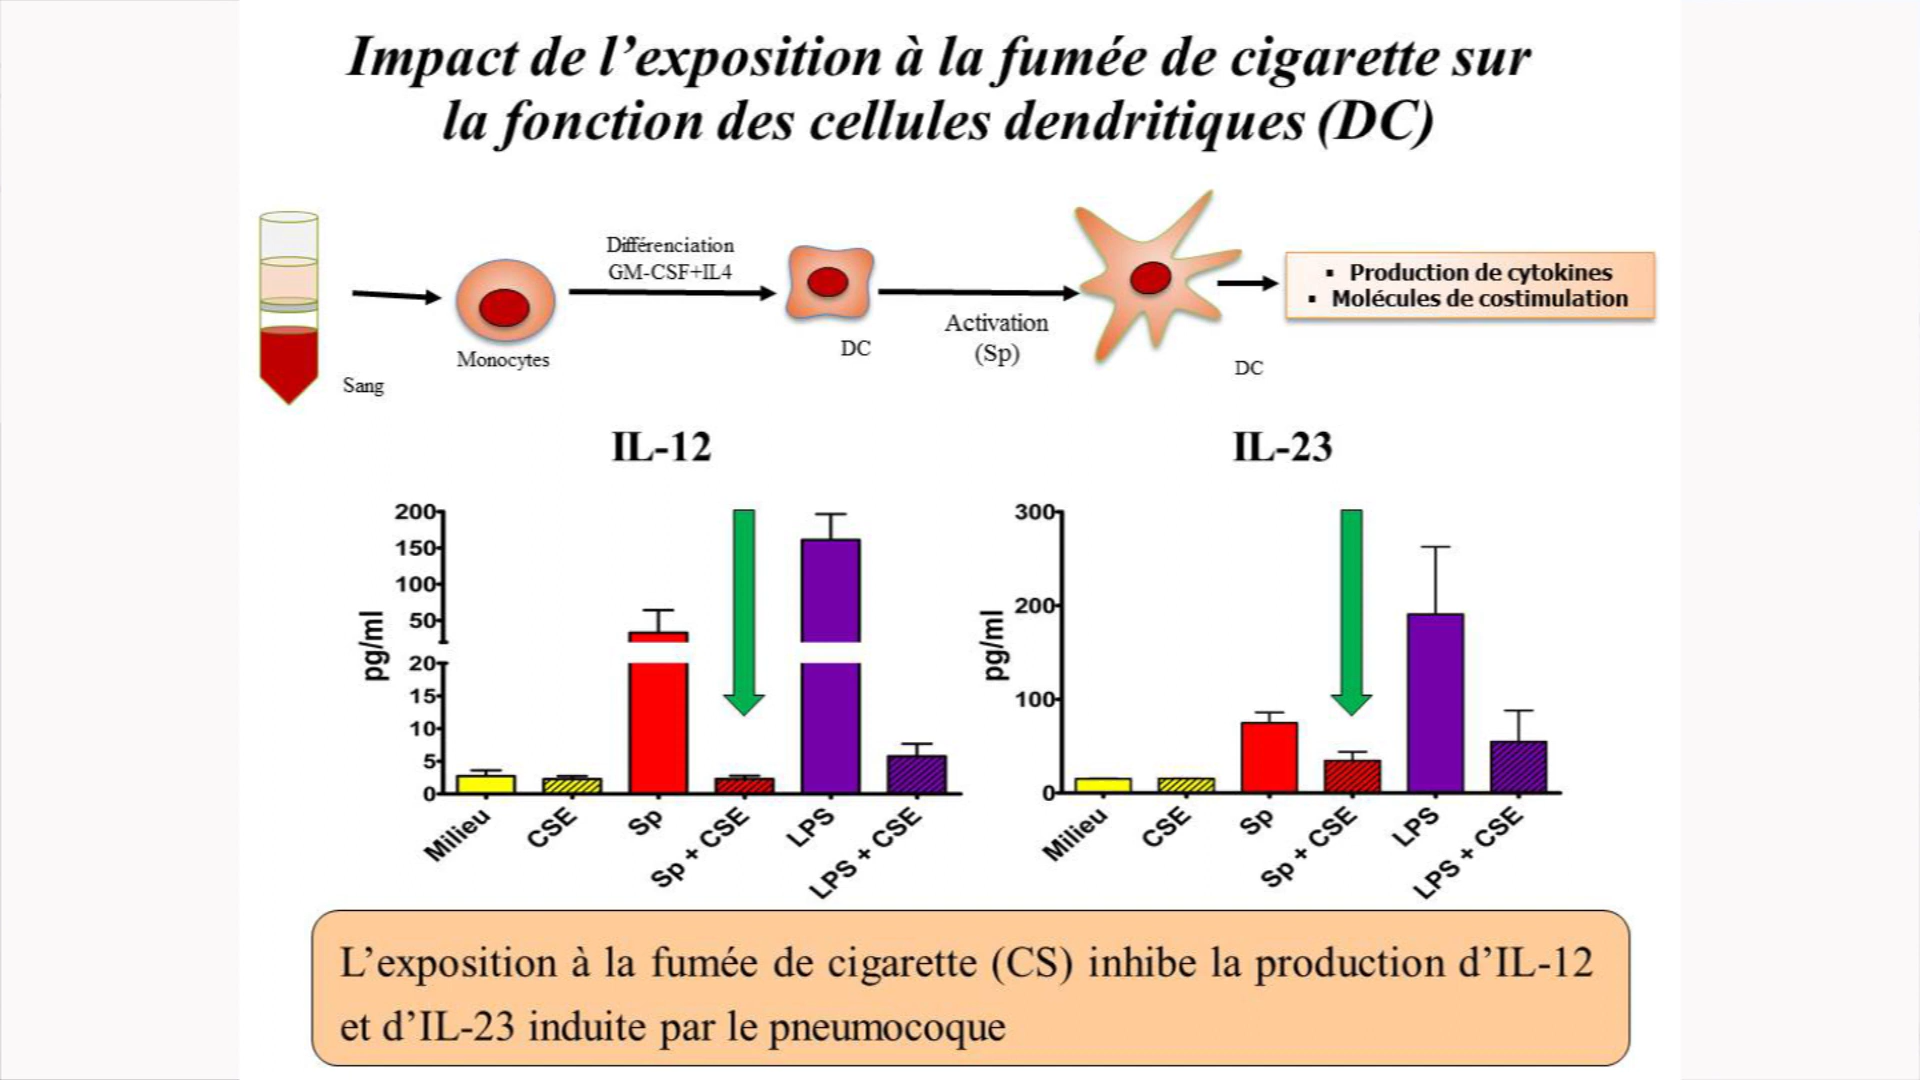 Impact de l’exposition à la fumée de cigarette sur
la fonction des cellules dendritiques (DC)
Sang
Monocytes
Différenciation
GM-CSF+IL4
DC
Activation
(Sp)
DC
▪ Production de cytokines
▪ Molécules de costimulation
IL-12
pg/ml
200
150
100
50
20
15
10
5
0
Milieu
CSE
Sp
Sp + CSE
LPS
LPS + CSE
IL-23
pg/ml
300
200
100
0
Milieu
CSE
Sp
Sp + CSE
LPS
LPS + CSE
L’exposition à la fumée de cigarette (CS) inhibe la production d’IL-12
et d’IL-23 induite par le pneumocoque